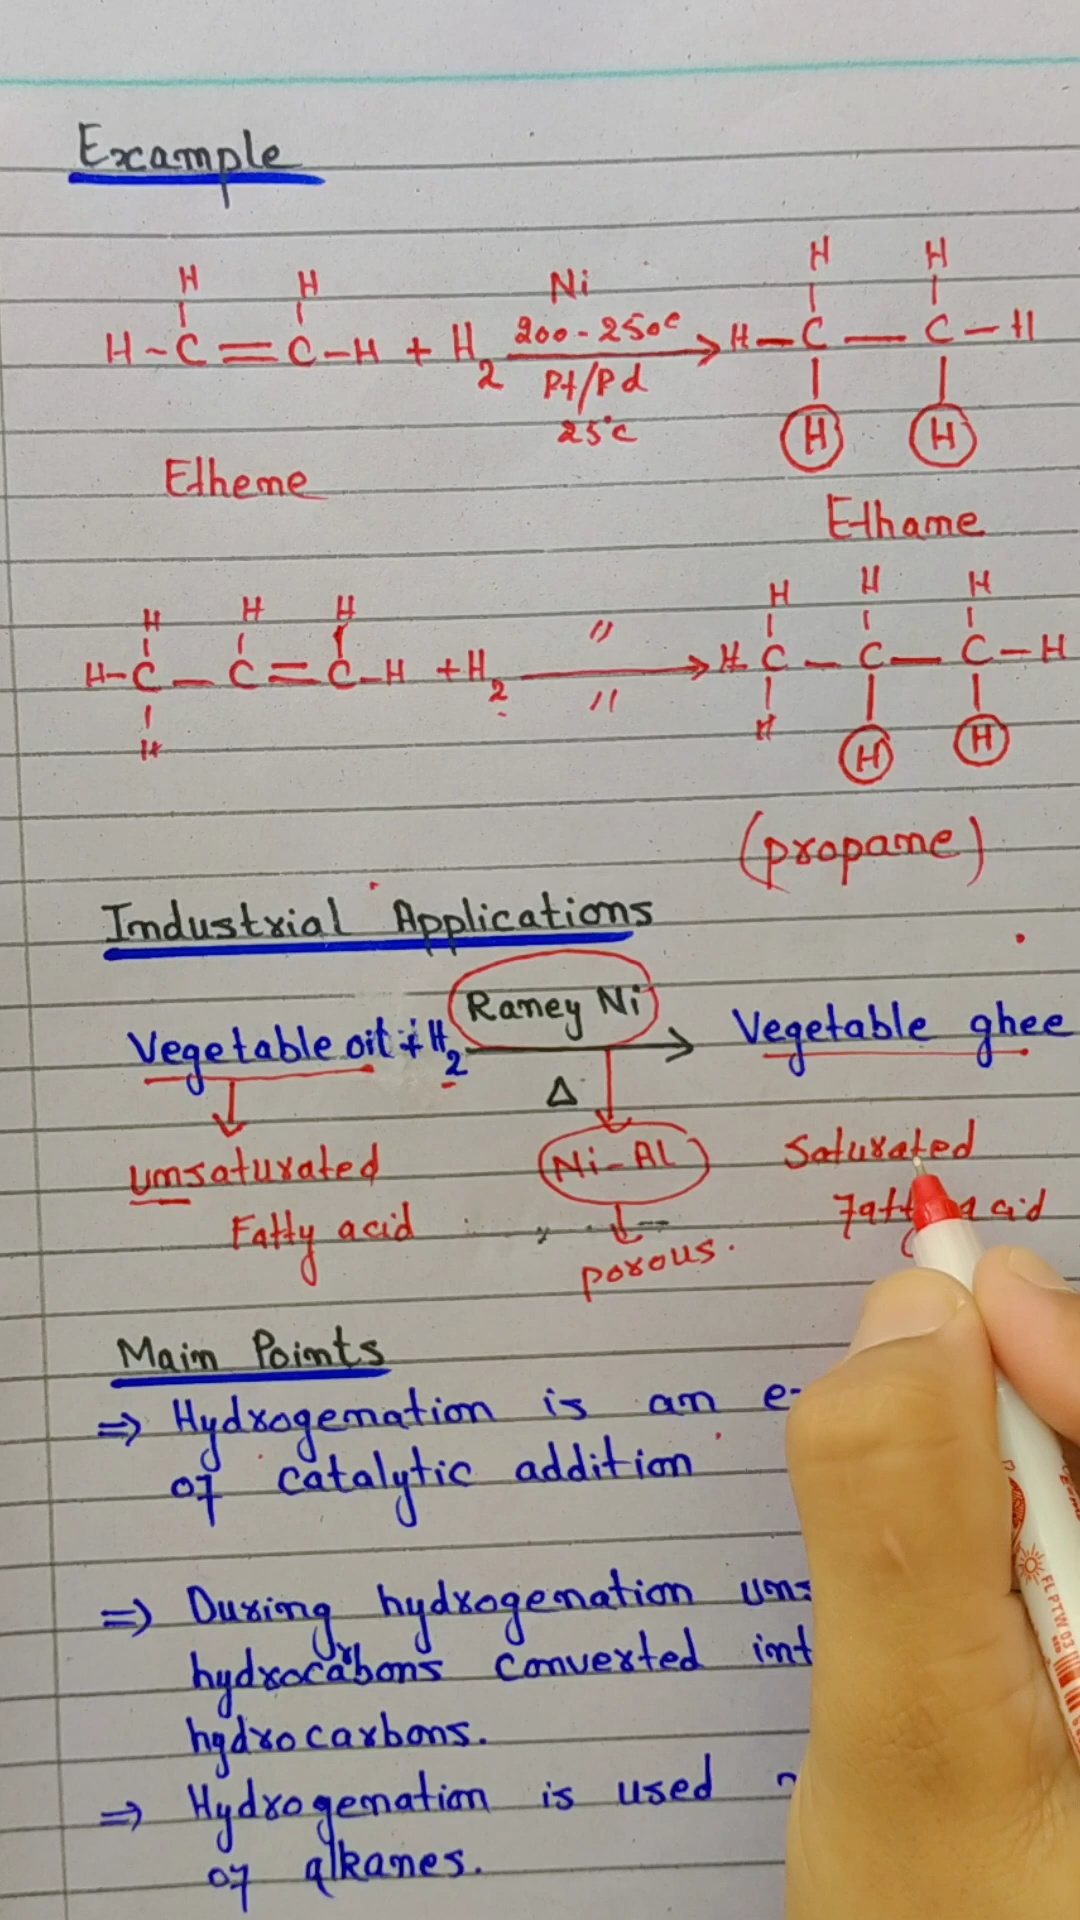 Example
H H H H
H-C=C-H + H2 Ni 200-250°C Pt/Pd 25°C → H-C-C-H
H H
Ethene
Ethane
H H H H H H
H-C-C=C-H + H2 〃 〃 → H C-C-C-H
H H H H
(propane)
Industrial Applications
Vegetable oil + H2 Raney Ni Δ → Vegetable ghee
unsaturated Ni-Al Saturated
Fatty acid
porous.
Main Points
⇒ Hydrogenation is an
of catalytic addition
⇒ During hydrogenation
hydrocarbons converted
hydrocarbons.
⇒ Hydrogenation is used
of alkanes.
FLPTW 03